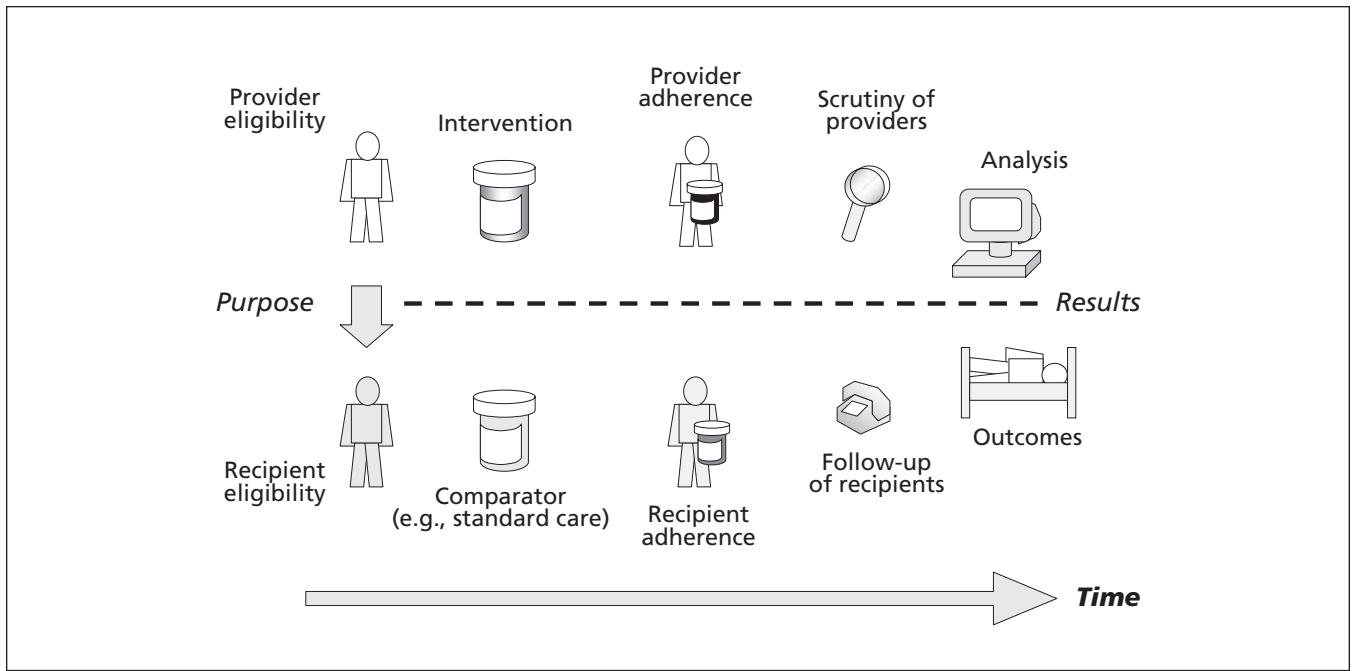 Provider
eligibility
Intervention
Provider
adherence
Scrutiny of
providers
Analysis
Purpose
Results
Recipient
eligibility
Comparator
(e.g., standard care)
Recipient
adherence
Follow-up
of recipients
Outcomes
Time